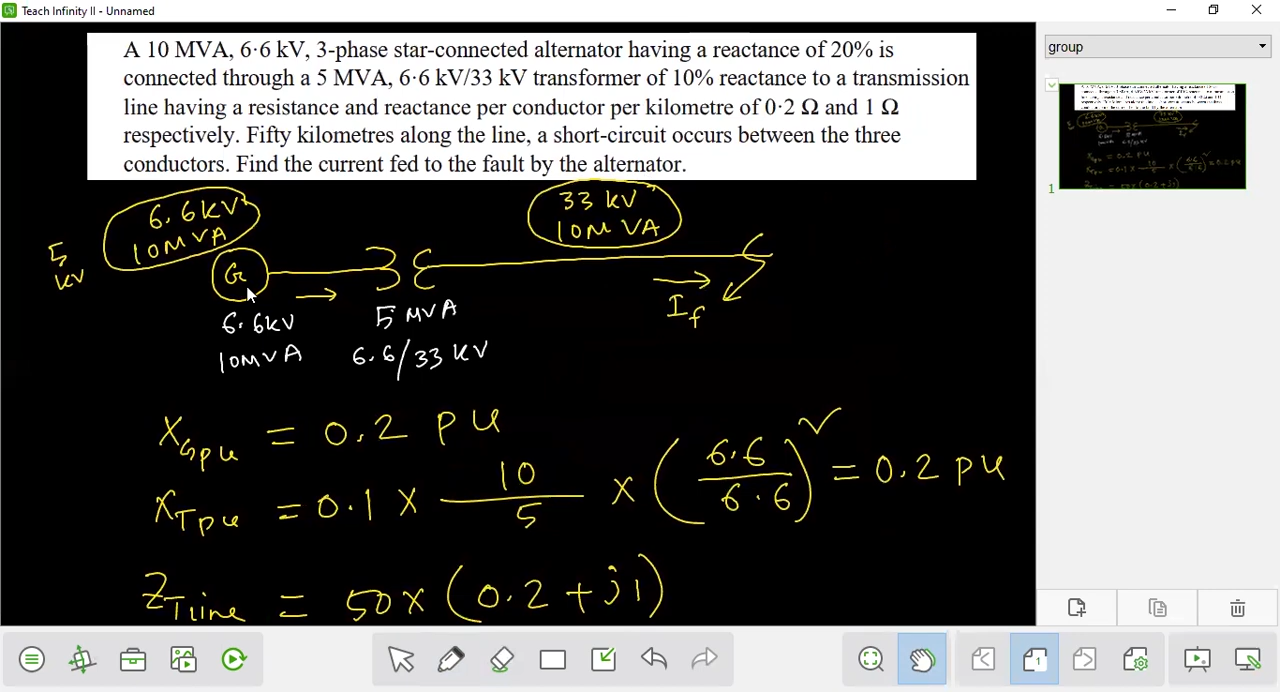 Teach Infinity II - Unnamed
A 10 MVA, 6·6 kV, 3-phase star-connected alternator having a reactance of 20% is
connected through a 5 MVA, 6·6 kV/33 kV transformer of 10% reactance to a transmission
line having a resistance and reactance per conductor per kilometre of 0·2 Ω and 1 Ω
respectively. Fifty kilometres along the line, a short-circuit occurs between the three
conductors. Find the current fed to the fault by the alternator.
group
6.6KV
10MVA
33 KV
10M VA
5
KV
G
6.6KV
10MVA
5 MVA
6.6/33 KV
If
XGpu = 0.2 pu
XTpu = 0.1 × 10/5 × (6.6/6.6) = 0.2 pu
ZTline = 50 × (0.2 + j1)
1
1